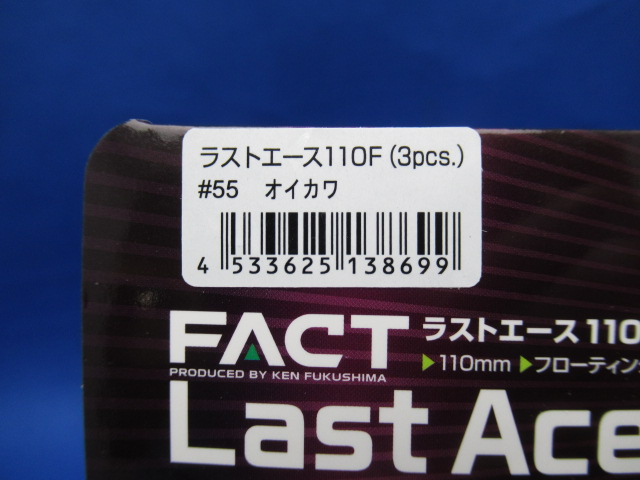 ラストエース110F(3pcs.)
#55 オイカワ
4 533625 138699
FACT ラストエース110
PRODUCED BY KEN FUKUSHIMA ▶110mm ▶フローティン
Last Ace